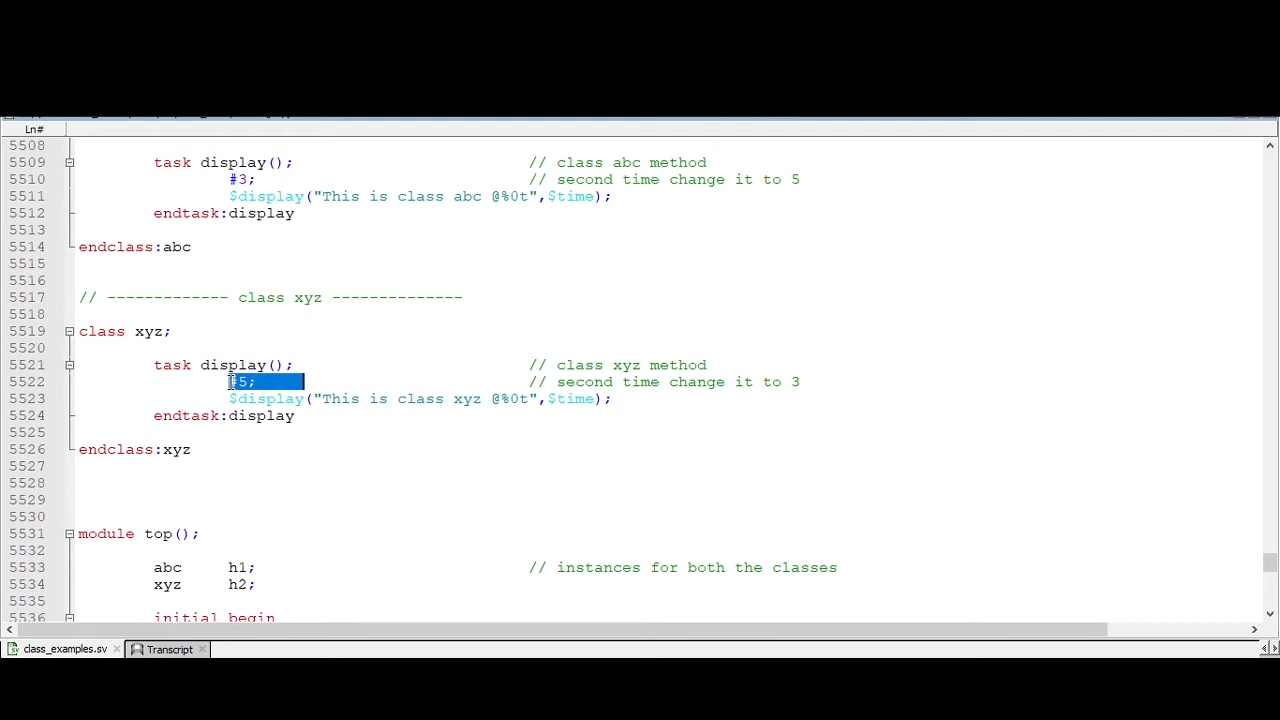 Ln#
5508
5509 task display(); // class abc method
5510 #3; // second time change it to 5
5511 $display("This is class abc @%0t",$time);
5512 endtask:display
5513
5514 endclass:abc
5515
5516
5517 // ------------- class xyz --------------
5518
5519 class xyz;
5520
5521 task display(); // class xyz method
5522 #5; // second time change it to 3
5523 $display("This is class xyz @%0t",$time);
5524 endtask:display
5525
5526 endclass:xyz
5527
5528
5529
5530
5531 module top();
5532
5533 abc h1; // instances for both the classes
5534 xyz h2;
5535
5536 initial begin
class_examples.sv Transcript